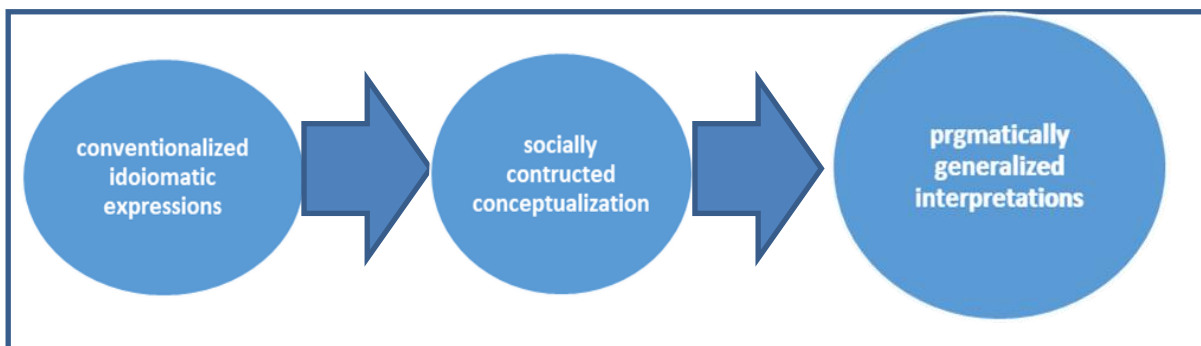 conventionalized
idoiomatic
expressions
socially
contructed
conceptualization
prgmatically
generalized
interpretations